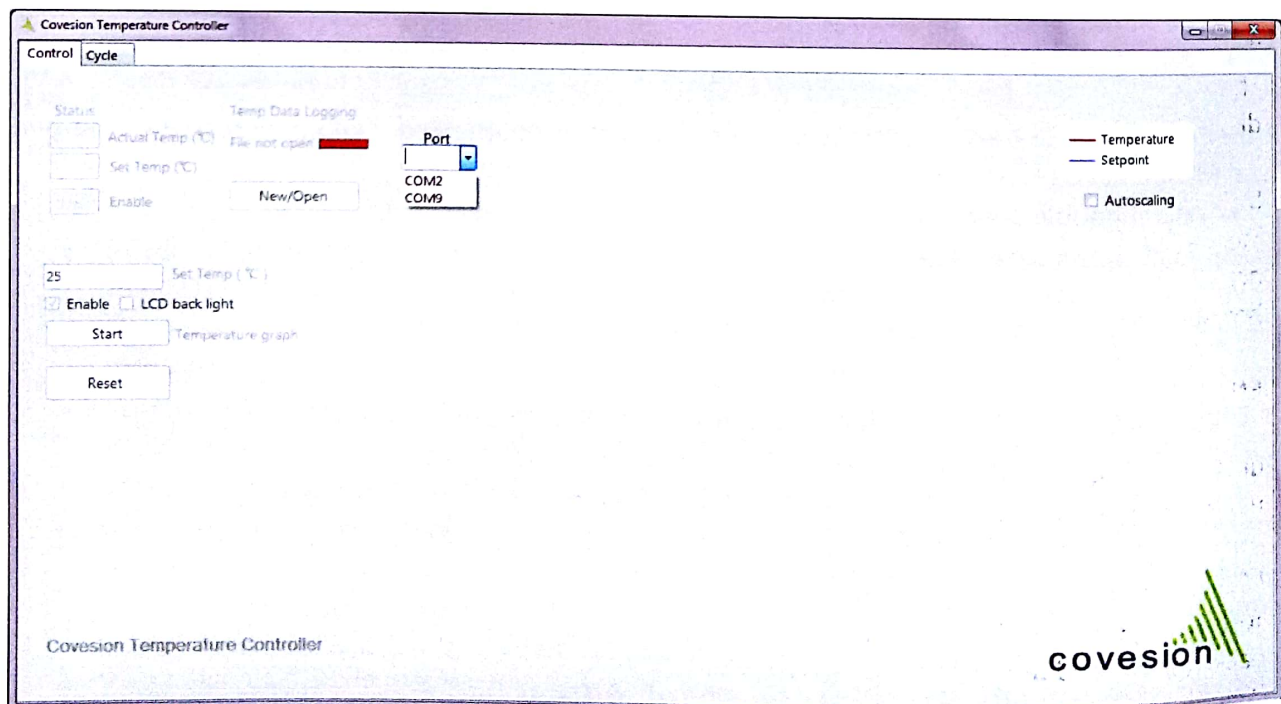 Covesion Temperature Controller
Control Cycle
Status
Temp Data Logging
Port
Actual Temp (°C)
File not open
Set Temp (°C)
COM2
COM9
Enable
New/Open
Temperature
Setpoint
Autoscaling
25 Set Temp ( °C )
Enable LCD back light
Start Temperature graph
Reset
Covesion Temperature Controller
covesion